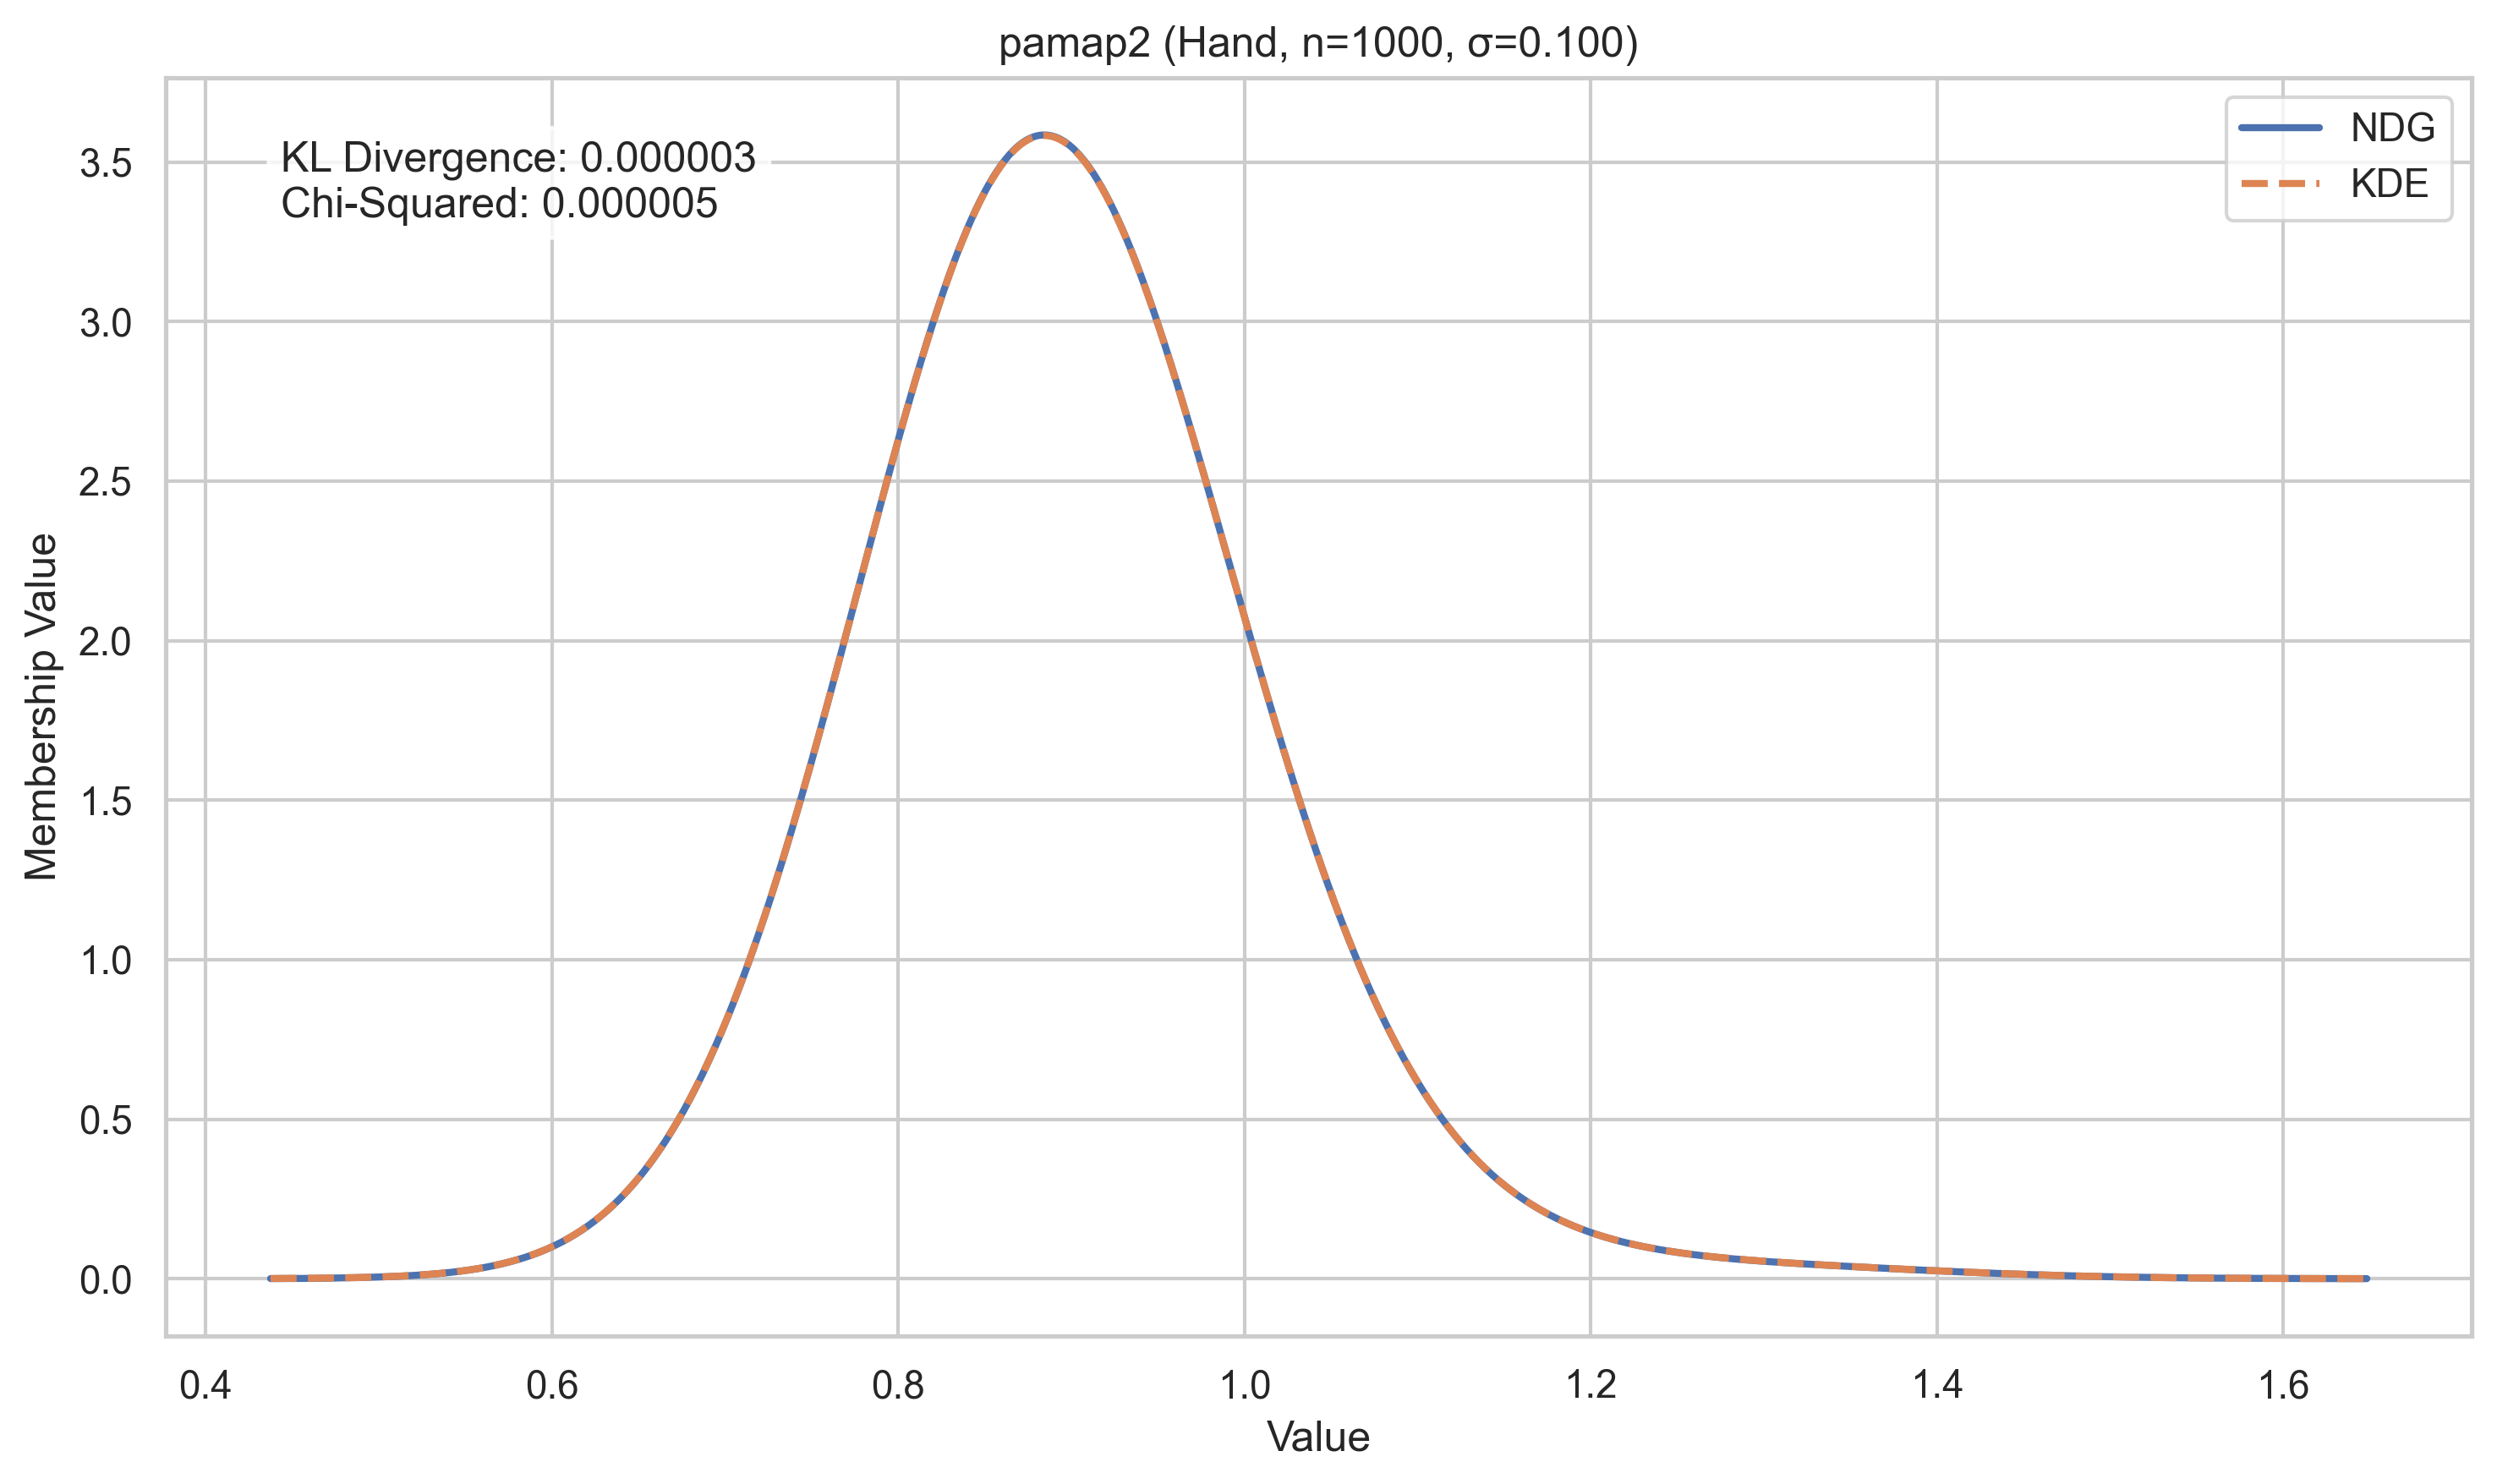 pamap2 (Hand, n=1000, σ=0.100)
KL Divergence: 0.000003
Chi-Squared: 0.000005
NDG
KDE
Membership Value
3.5
3.0
2.5
2.0
1.5
1.0
0.5
0.0
0.4 0.6 0.8 1.0 1.2 1.4 1.6
Value